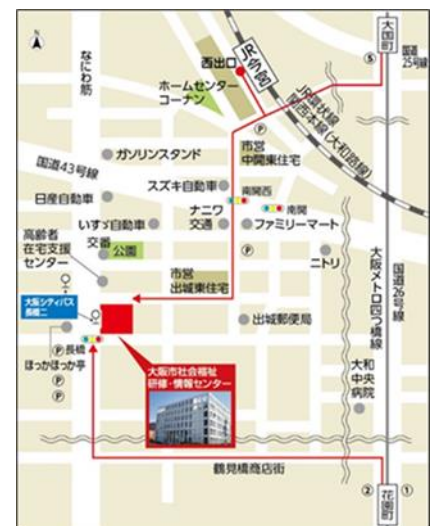 大国町
⑤
国道
25号線
なにわ筋
JR今宮
西出口
ホームセンター
コーナン
JR環状線
関西本線(大和路線)
Ⓟ
ガソリンスタンド
市営
中開東住宅
国道43号線
スズキ自動車
南開西
日産自動車
いすゞ自動車
ナニワ
交通
ファミリーマート
南開
高齢者
在宅支援
センター
交番
公園
Ⓟ
ニトリ
市営
出城東住宅
大阪メトロ四つ橋線
国道26号線
大阪シティバス
長橋二
出城郵便局
長橋
Ⓟ
ほっかほっか亭
Ⓟ
Ⓟ
大阪市社会福祉
研修・情報センター
大和
中央
病院
鶴見橋商店街
②
①
花園町